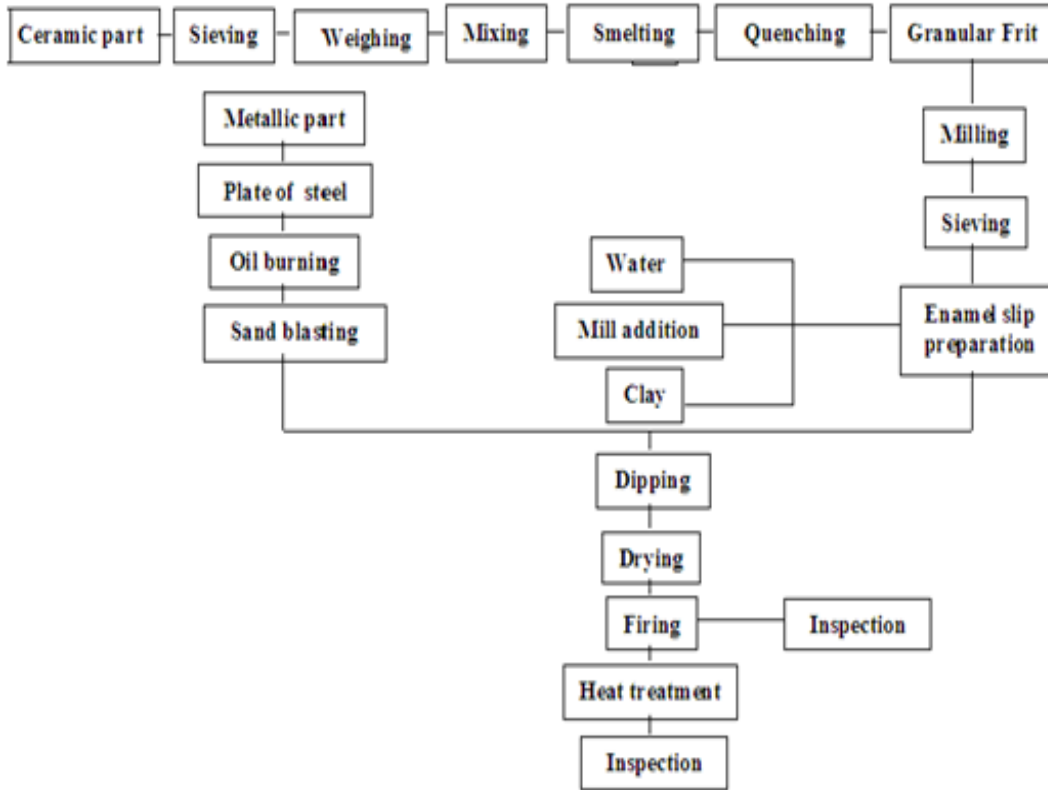 Ceramic part
Sieving
Weighing
Mixing
Smelting
Quenching
Granular Frit
Metallic part
Milling
Plate of steel
Sieving
Oil burning
Water
Sand blasting
Mill addition
Enamel slip
preparation
Clay
Dipping
Drying
Firing
Inspection
Heat treatment
Inspection